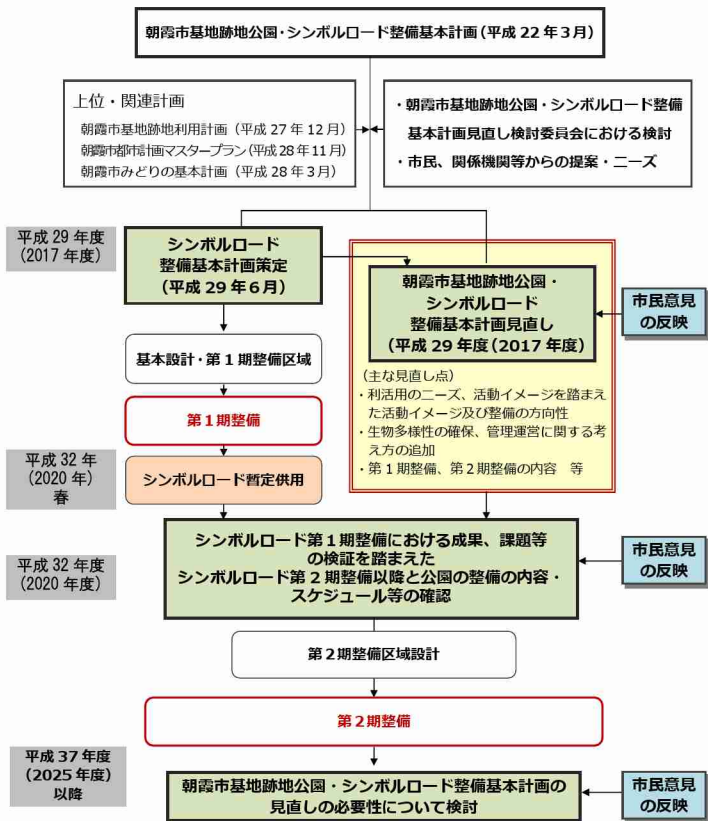 朝霞市基地跡地公園・シンボルロード整備基本計画（平成22年3月）
上位・関連計画
朝霞市基地跡地利用計画（平成27年12月）
朝霞市都市計画マスタープラン（平成28年11月）
朝霞市みどりの基本計画（平成28年3月）
・朝霞市基地跡地公園・シンボルロード整備
基本計画見直し検討委員会における検討
・市民、関係機関等からの提案・ニーズ
平成29年度
（2017年度）
シンボルロード
整備基本計画策定
（平成29年6月）
朝霞市基地跡地公園・
シンボルロード
整備基本計画見直し
（平成29年度（2017年度）
市民意見
の反映
（主な見直し点）
・利活用のニーズ、活動イメージを踏まえ
た活動イメージ及び整備の方向性
・生物多様性の確保、管理運営に関する考
え方の追加
・第1期整備、第2期整備の内容　等
基本設計・第1期整備区域
第1期整備
平成32年
（2020年）
春
シンボルロード暫定供用
平成32年度
（2020年度）
シンボルロード第1期整備における成果、課題等
の検証を踏まえた
シンボルロード第2期整備以降と公園の整備の内容・
スケジュール等の確認
市民意見
の反映
第2期整備区域設計
第2期整備
平成37年度
（2025年度）
以降
朝霞市基地跡地公園・シンボルロード整備基本計画の
見直しの必要性について検討
市民意見
の反映